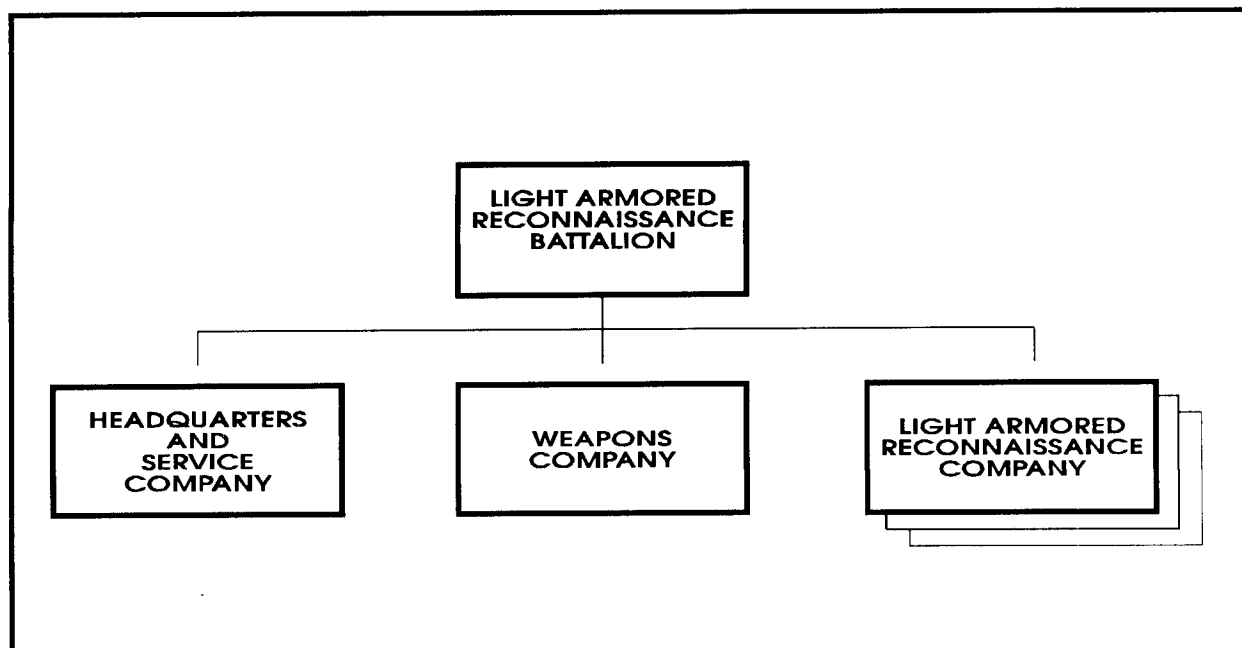 LIGHT ARMORED
RECONNAISSANCE
BATTALION
HEADQUARTERS
AND
SERVICE
COMPANY
WEAPONS
COMPANY
LIGHT ARMORED
RECONNAISSANCE
COMPANY